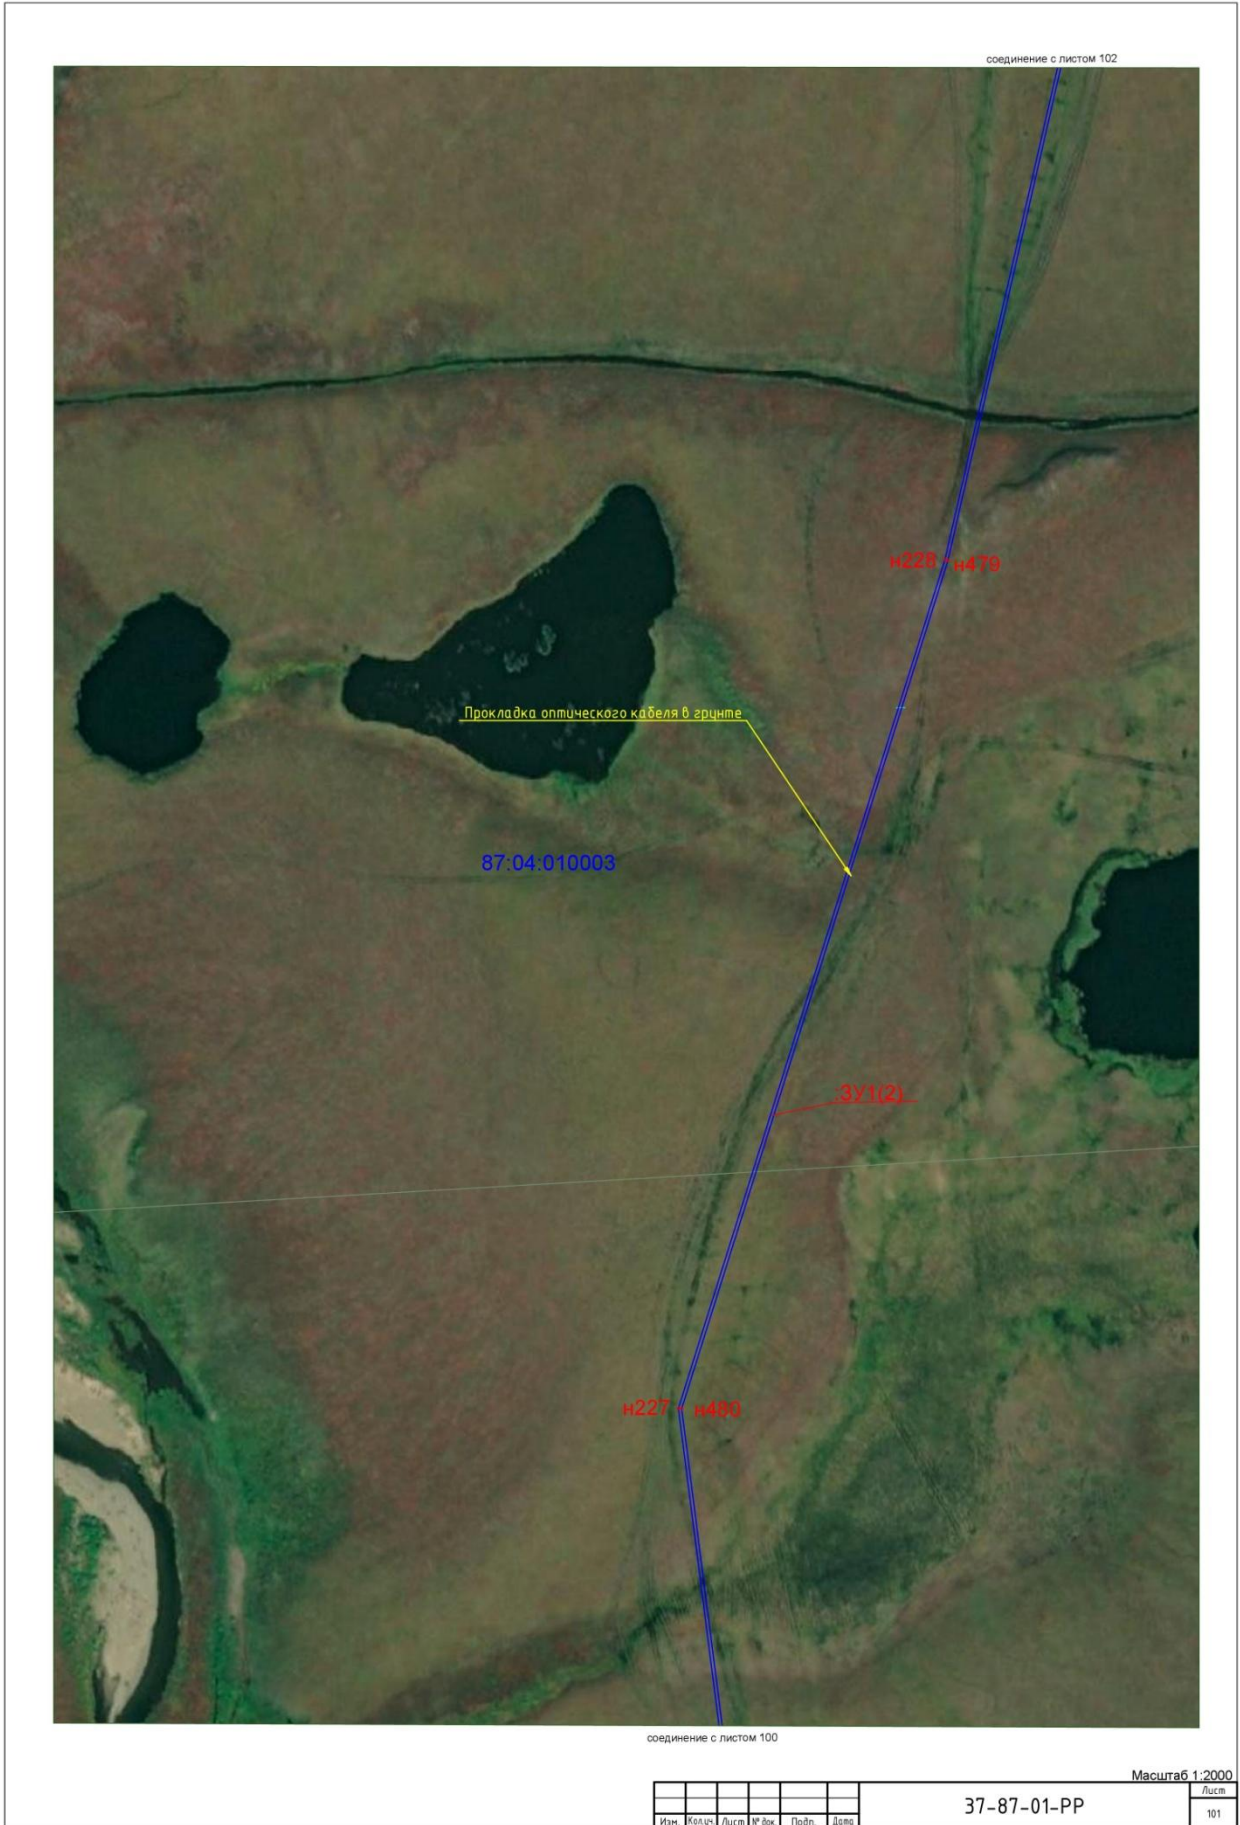 соединение с листом 102
н228 н479
Прокладка оптического кабеля в грунте
87:04:010003
:ЗУ1(2)
н227 н480
соединение с листом 100
Масштаб 1:2000
37-87-01-РР
Лист
101
Изм. Кол.уч. Лист № док. Подп. Дата